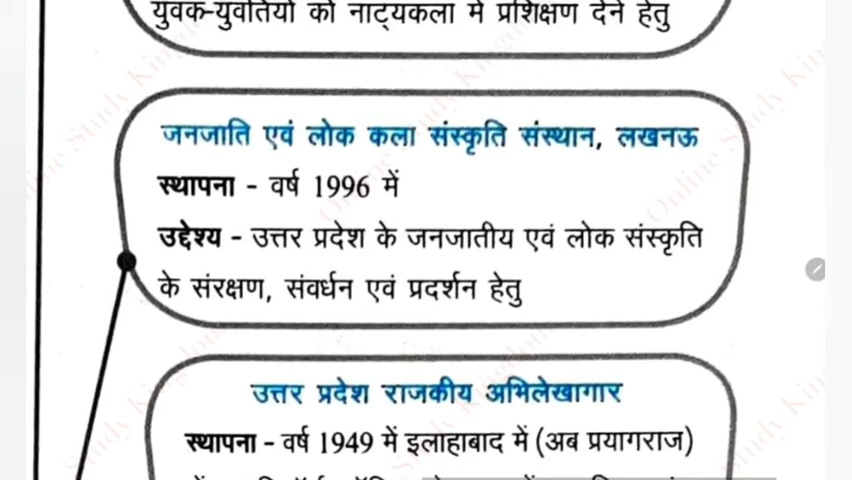 युवक-युवतियों को नाट्यकला में प्रशिक्षण देने हेतु
जनजाति एवं लोक कला संस्कृति संस्थान, लखनऊ
स्थापना - वर्ष 1996 में
उद्देश्य - उत्तर प्रदेश के जनजातीय एवं लोक संस्कृति
के संरक्षण, संवर्धन एवं प्रदर्शन हेतु
उत्तर प्रदेश राजकीय अभिलेखागार
स्थापना - वर्ष 1949 में इलाहाबाद में (अब प्रयागराज)